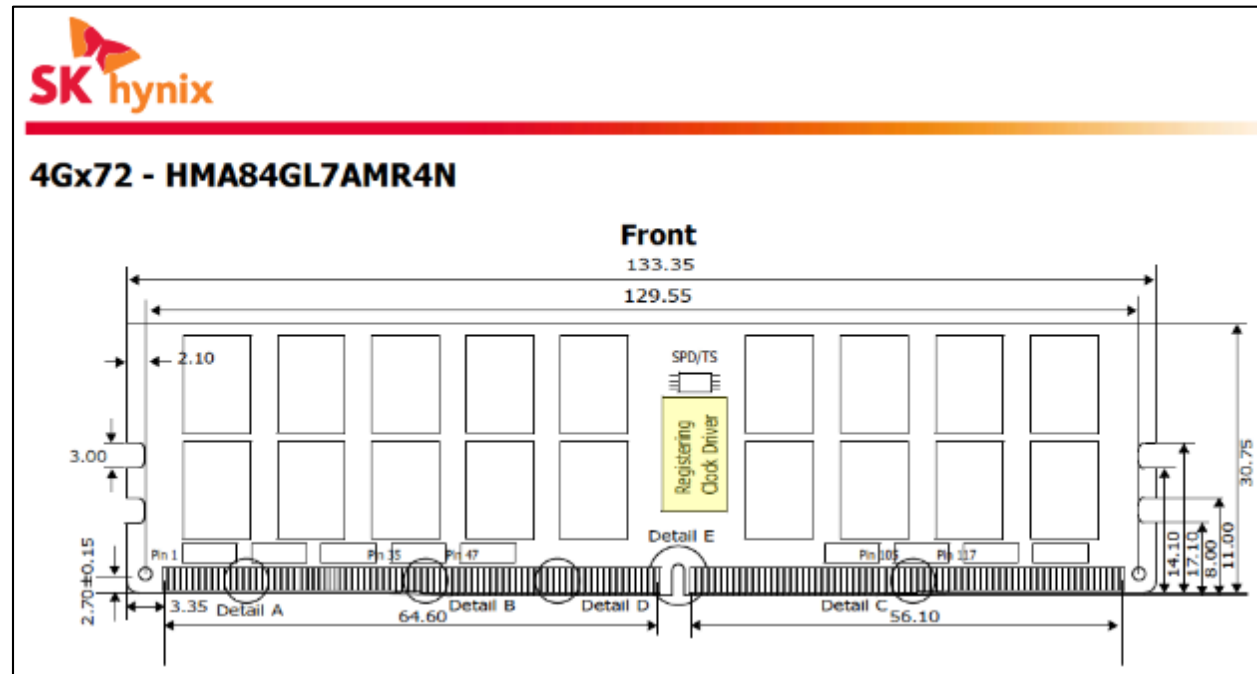 SK hynix
4Gx72 - HMA84GL7AMR4N
Front
133.35
129.55
2.10
SPD/TS
Registering
Clock Driver
3.00
30.75
14.10
17.10
8.00
11.00
Detail E
Pin 1
Pin 35
Pin 47
Pin 105
Pin 117
2.70±0.15
3.35
Detail A
Detail B
Detail D
Detail C
64.60
56.10